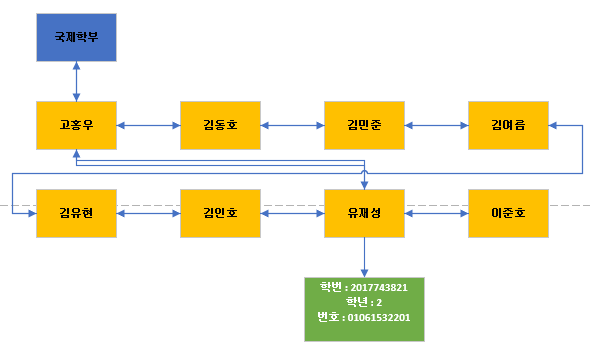 국제학부
고홍우
김동호
김민준
김여름
김유현
김인호
유재성
이준호
학번 : 2017743821
학년 : 2
번호 : 01061532201